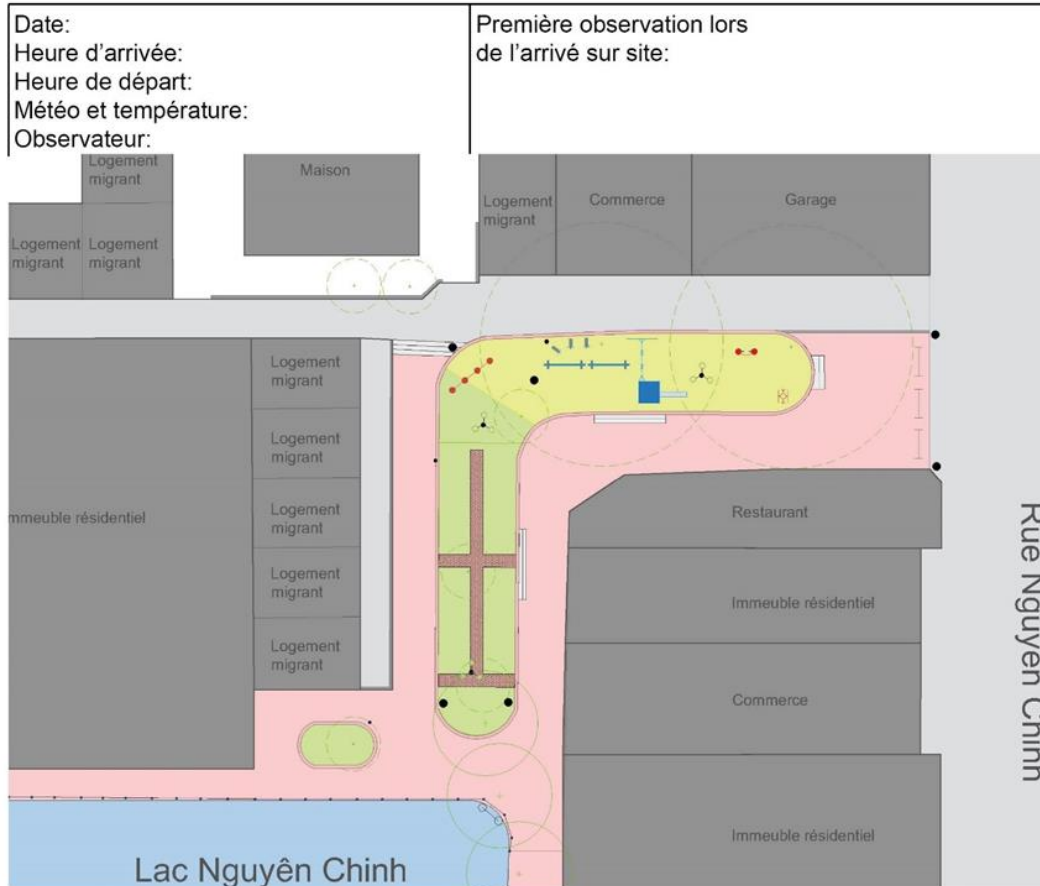 Date:
Heure d'arrivée:
Heure de départ:
Météo et température:
Observateur:
Première observation lors
de l'arrivé sur site:
Logement
migrant
Maison
Logement
migrant
Commerce
Garage
Logement
migrant
Logement
migrant
Logement
migrant
Logement
migrant
Logement
migrant
Logement
migrant
Logement
migrant
mmeuble résidentiel
Restaurant
Immeuble résidentiel
Commerce
Immeuble résidentiel
Rue Nguyen Chinh
Lac Nguyên Chinh